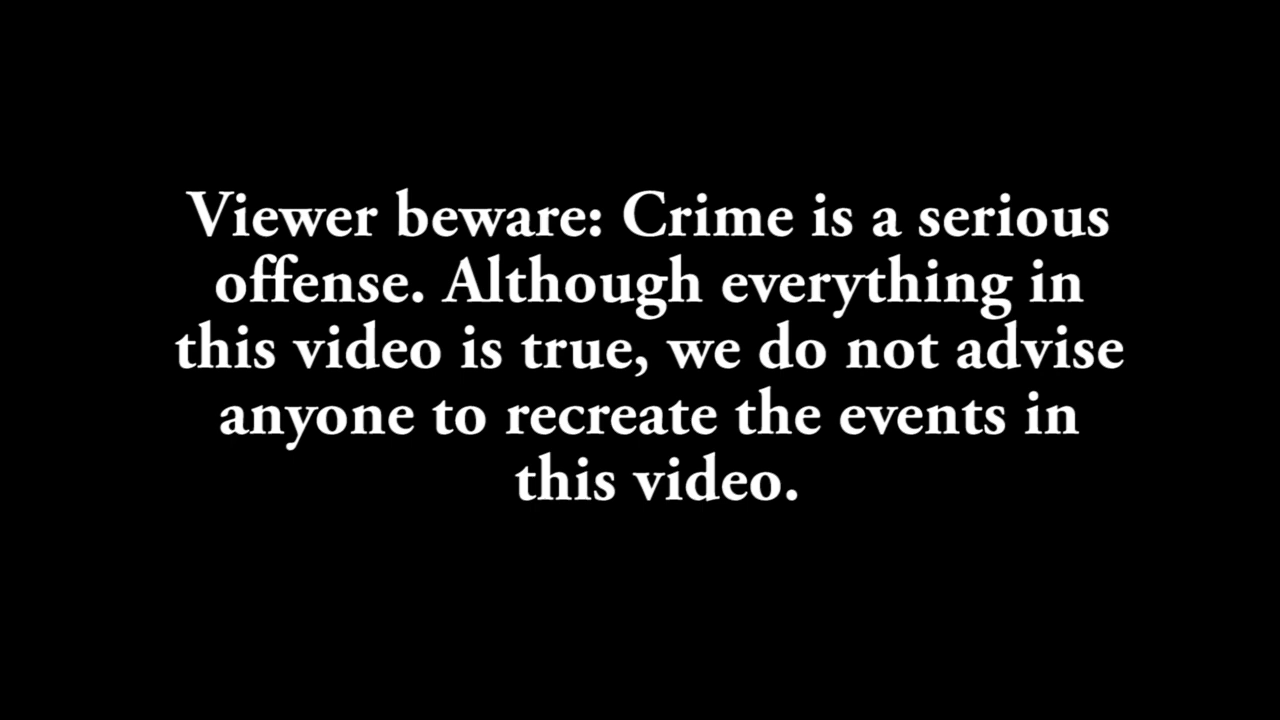 Viewer beware: Crime is a serious
offense. Although everything in
this video is true, we do not advise
anyone to recreate the events in
this video.